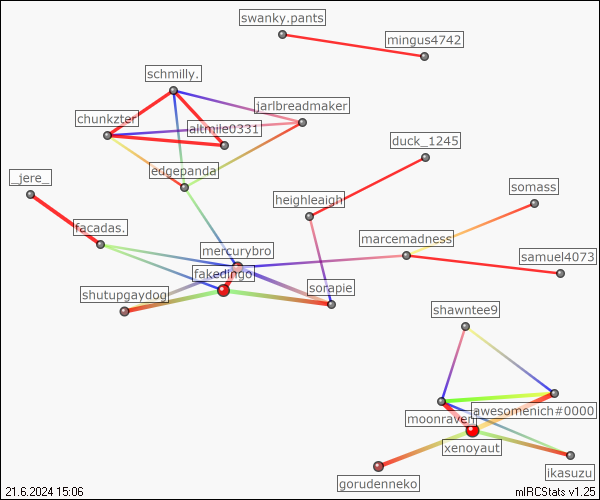 swanky.pants
mingus4742
schmilly.
jarlbreadmaker
chunkzter
altmile0331
duck_1245
edgepanda
_jere_
heighleaigh
somass
facadas.
marcemadness
mercurybro
samuel4073
fakedingo
shutupgaydog
sorapie
shawntee9
awesomenich#0000
moonraven
xenoyaut
ikasuzu
gorudenneko
21.6.2024 15:06
mIRCStats v1.25